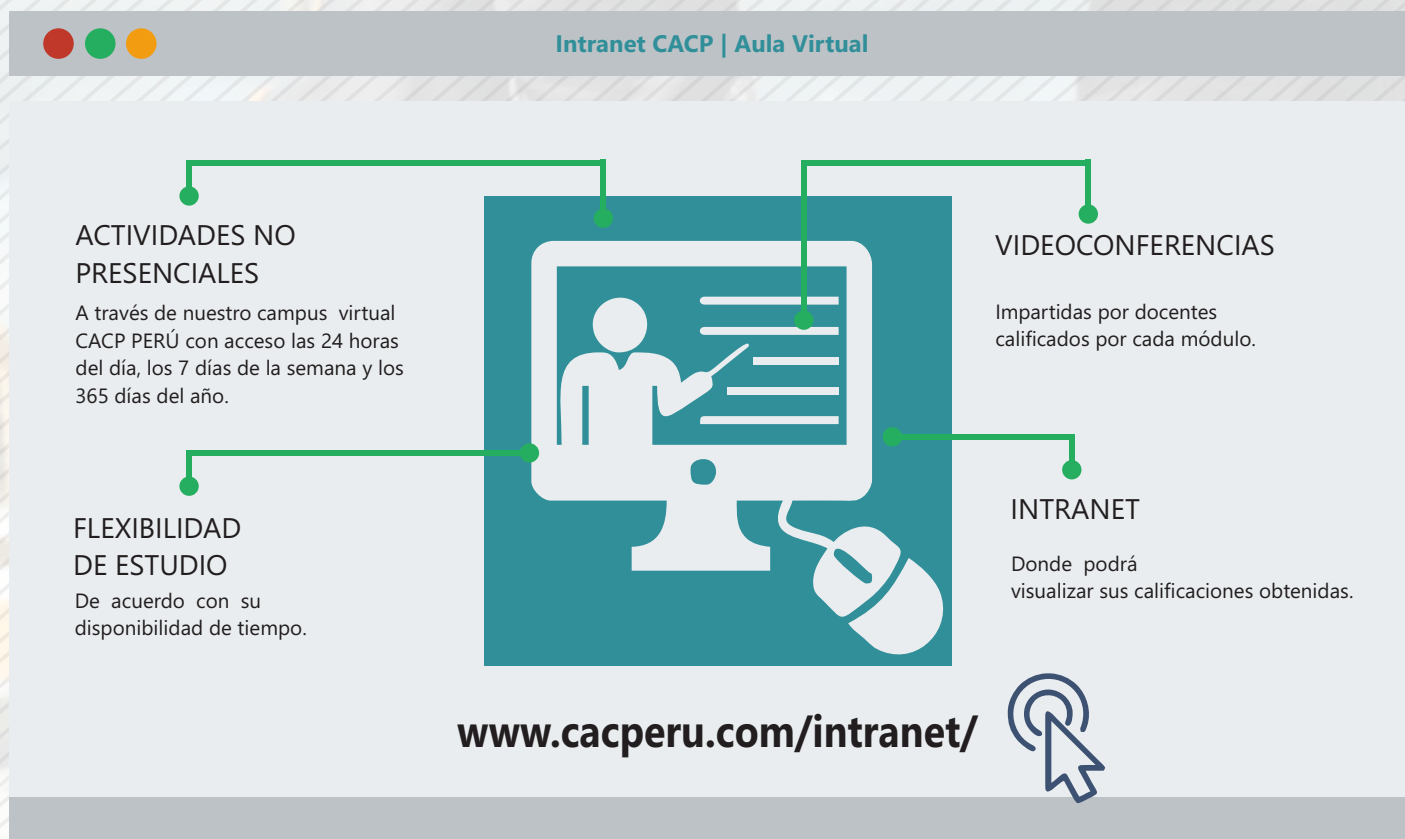 Intranet CACP | Aula Virtual
ACTIVIDADES NO
PRESENCIALES
A través de nuestro campus virtual
CACP PERÚ con acceso las 24 horas
del día, los 7 días de la semana y los
365 días del año.
VIDEOCONFERENCIAS
Impartidas por docentes
calificados por cada módulo.
FLEXIBILIDAD
DE ESTUDIO
De acuerdo con su
disponibilidad de tiempo.
INTRANET
Donde podrá
visualizar sus calificaciones obtenidas.
www.cacperu.com/intranet/